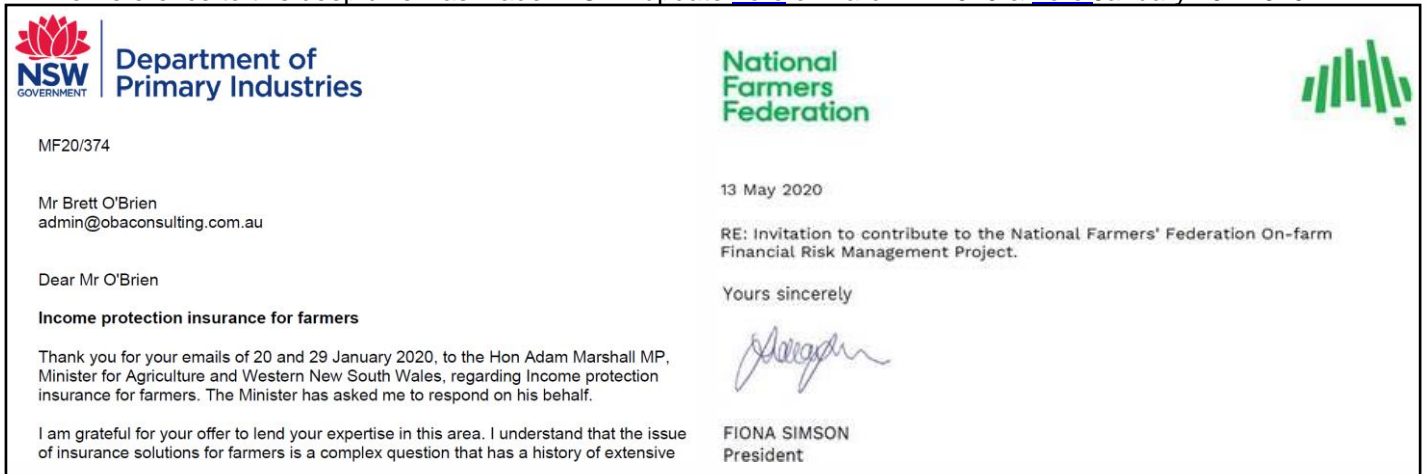 NSW
GOVERNMENT
Department of
Primary Industries
MF20/374
Mr Brett O'Brien
admin@obaconsulting.com.au
Dear Mr O'Brien
Income protection insurance for farmers
Thank you for your emails of 20 and 29 January 2020, to the Hon Adam Marshall MP,
Minister for Agriculture and Western New South Wales, regarding Income protection
insurance for farmers. The Minister has asked me to respond on his behalf.
I am grateful for your offer to lend your expertise in this area. I understand that the issue
of insurance solutions for farmers is a complex question that has a history of extensive
National
Farmers
Federation
13 May 2020
RE: Invitation to contribute to the National Farmers' Federation On-farm
Financial Risk Management Project.
Yours sincerely
FIONA SIMSON
President